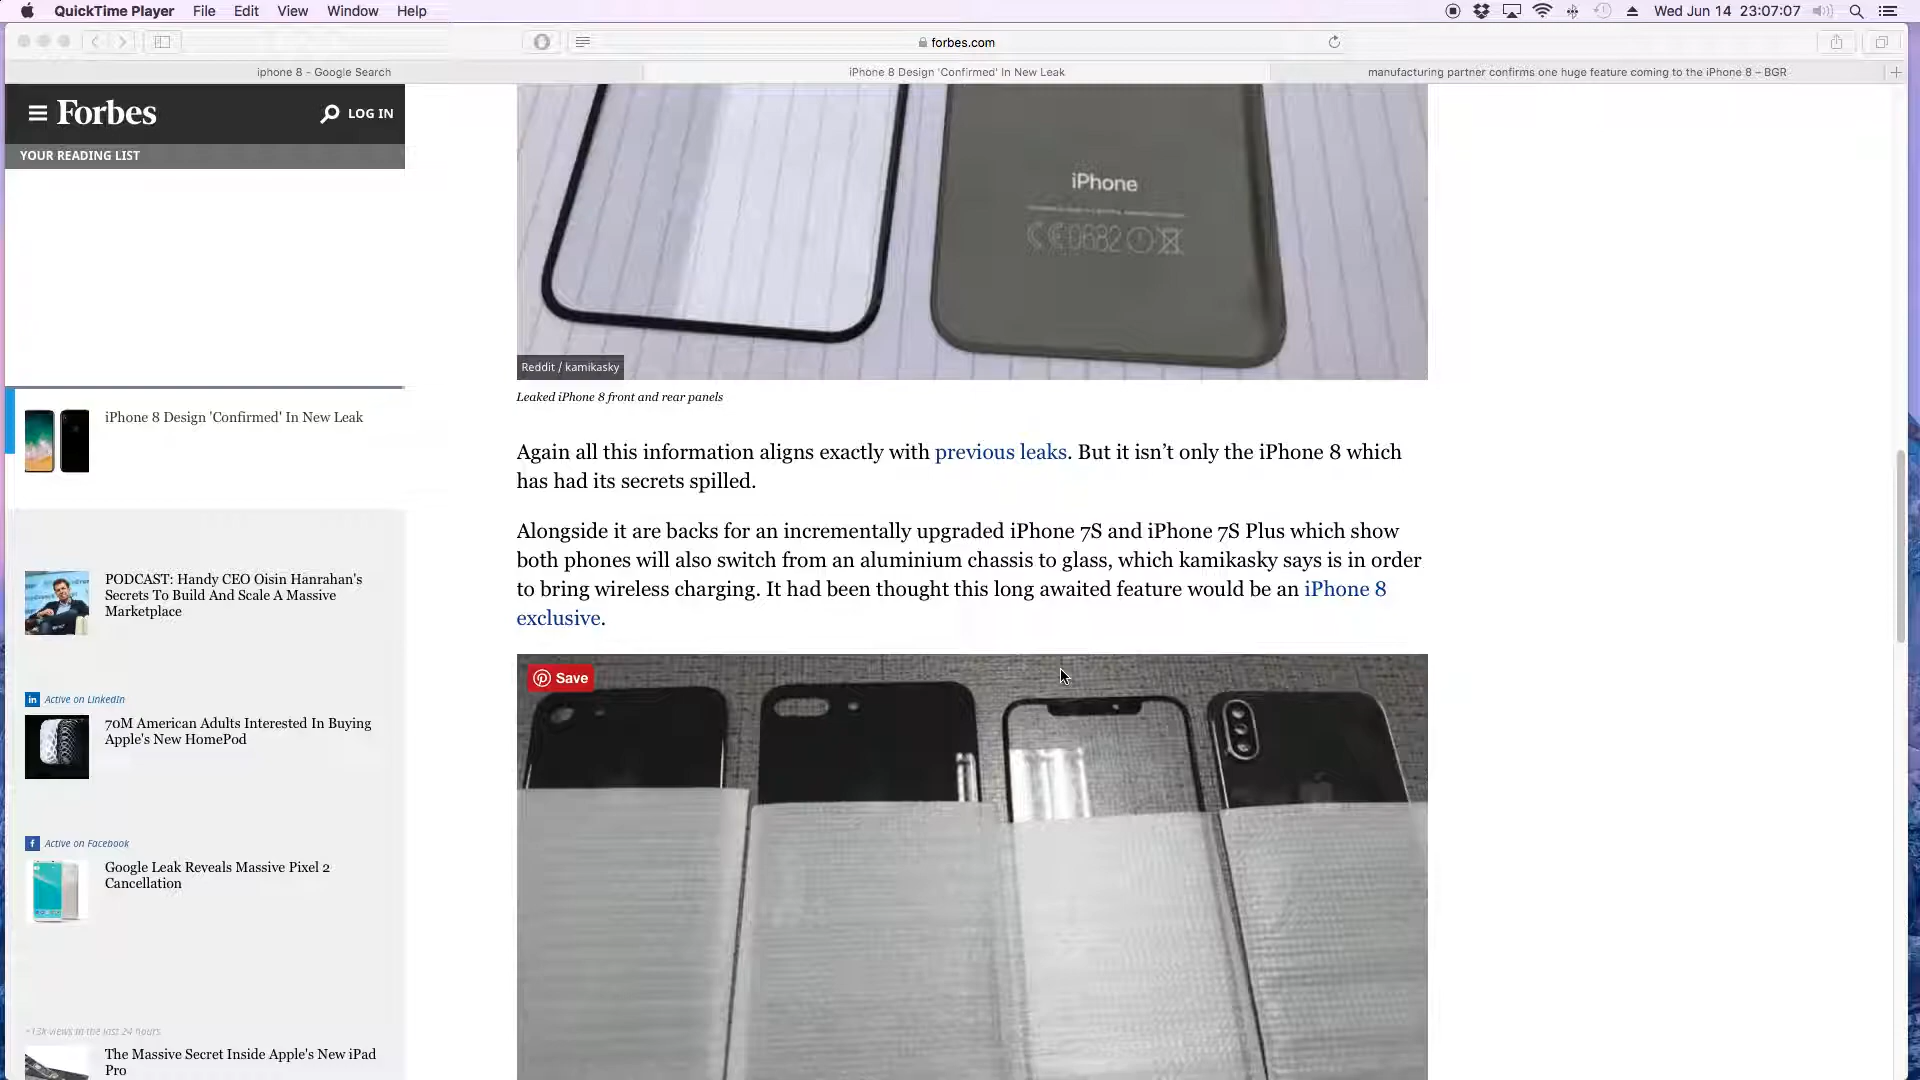 QuickTime Player File Edit View Window Help
Wed Jun 14 23:07:07
forbes.com
iphone 8 - Google Search
iPhone 8 Design 'Confirmed' In New Leak
manufacturing partner confirms one huge feature coming to the iPhone 8 – BGR
Forbes
LOG IN
YOUR READING LIST
iPhone 8 Design 'Confirmed' In New Leak
PODCAST: Handy CEO Oisin Hanrahan's
Secrets To Build And Scale A Massive
Marketplace
in Active on LinkedIn
70M American Adults Interested In Buying
Apple's New HomePod
f Active on Facebook
Google Leak Reveals Massive Pixel 2
Cancellation
~13k views in the last 24 hours
The Massive Secret Inside Apple's New iPad
Pro
iPhone
CE0682
Reddit / kamikasky
Leaked iPhone 8 front and rear panels
Again all this information aligns exactly with previous leaks. But it isn’t only the iPhone 8 which
has had its secrets spilled.
Alongside it are backs for an incrementally upgraded iPhone 7S and iPhone 7S Plus which show
both phones will also switch from an aluminium chassis to glass, which kamikasky says is in order
to bring wireless charging. It had been thought this long awaited feature would be an iPhone 8
exclusive.
Save